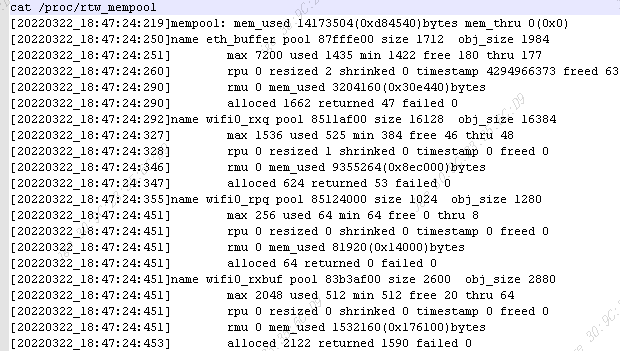 cat /proc/rtw_mempool
[20220322_18:47:24:219]mempool: mem_used 14173504(0xd84540)bytes mem_thru 0(0x0)
[20220322_18:47:24:250]name eth_buffer pool 87fffe00 size 1712  obj_size 1984
[20220322_18:47:24:251]        max 7200 used 1435 min 1422 free 180 thru 177
[20220322_18:47:24:260]        rpu 0 resized 2 shrinked 0 timestamp 4294966373 freed 63
[20220322_18:47:24:290]        rmu 0 mem_used 3204160(0x30e440)bytes
[20220322_18:47:24:290]        alloced 1662 returned 47 failed 0
[20220322_18:47:24:292]name wifi0_rxq pool 8511af00 size 16128  obj_size 16384
[20220322_18:47:24:327]        max 1536 used 525 min 384 free 46 thru 48
[20220322_18:47:24:328]        rpu 0 resized 1 shrinked 0 timestamp 0 freed 0
[20220322_18:47:24:346]        rmu 0 mem_used 9355264(0x8ec000)bytes
[20220322_18:47:24:347]        alloced 624 returned 53 failed 0
[20220322_18:47:24:355]name wifi0_rpq pool 85124000 size 1024  obj_size 1280
[20220322_18:47:24:451]        max 256 used 64 min 64 free 0 thru 8
[20220322_18:47:24:451]        rpu 0 resized 0 shrinked 0 timestamp 0 freed 0
[20220322_18:47:24:451]        rmu 0 mem_used 81920(0x14000)bytes
[20220322_18:47:24:451]        alloced 64 returned 0 failed 0
[20220322_18:47:24:451]name wifi0_rxbuf pool 83b3af00 size 2600  obj_size 2880
[20220322_18:47:24:451]        max 2048 used 512 min 512 free 20 thru 64
[20220322_18:47:24:451]        rpu 0 resized 0 shrinked 0 timestamp 0 freed 0
[20220322_18:47:24:451]        rmu 0 mem_used 1532160(0x176100)bytes
[20220322_18:47:24:453]        alloced 2122 returned 1590 failed 0